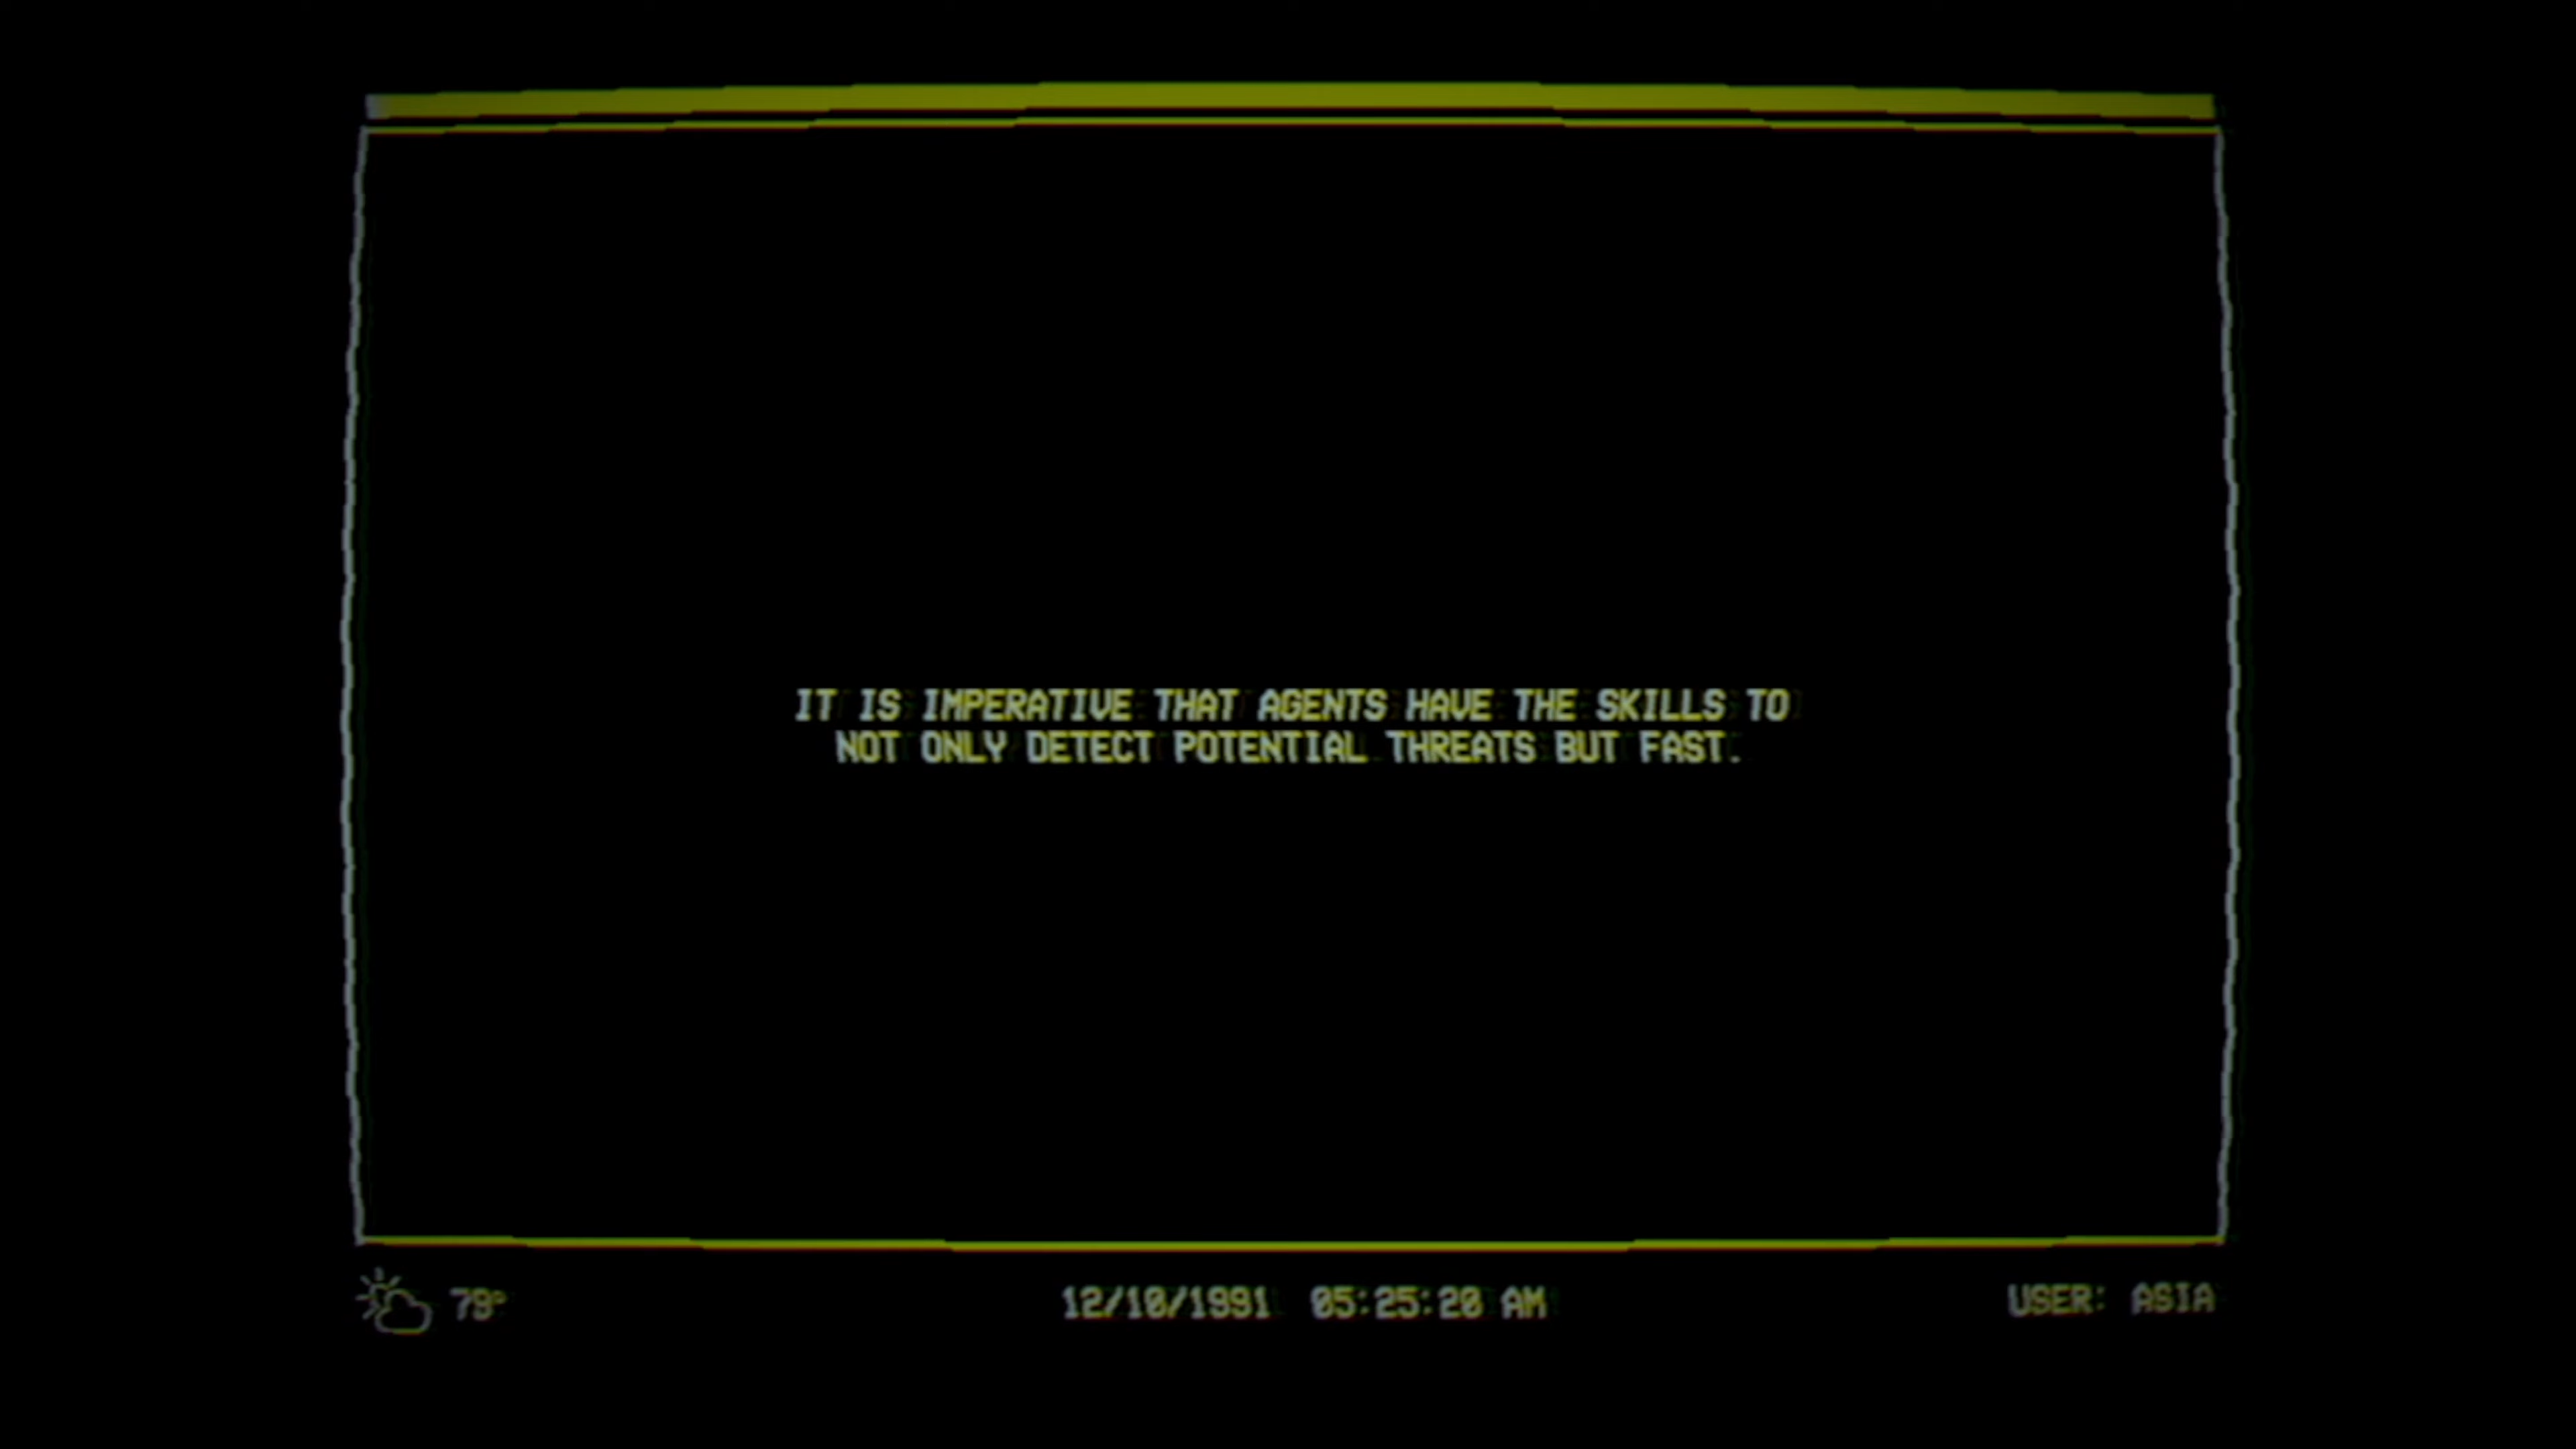 IT IS IMPERATIVE THAT AGENTS HAVE THE SKILLS TO
NOT ONLY DETECT POTENTIAL THREATS BUT FAST.
79° 12/10/1991 05:25:20 AM USER: ASIA